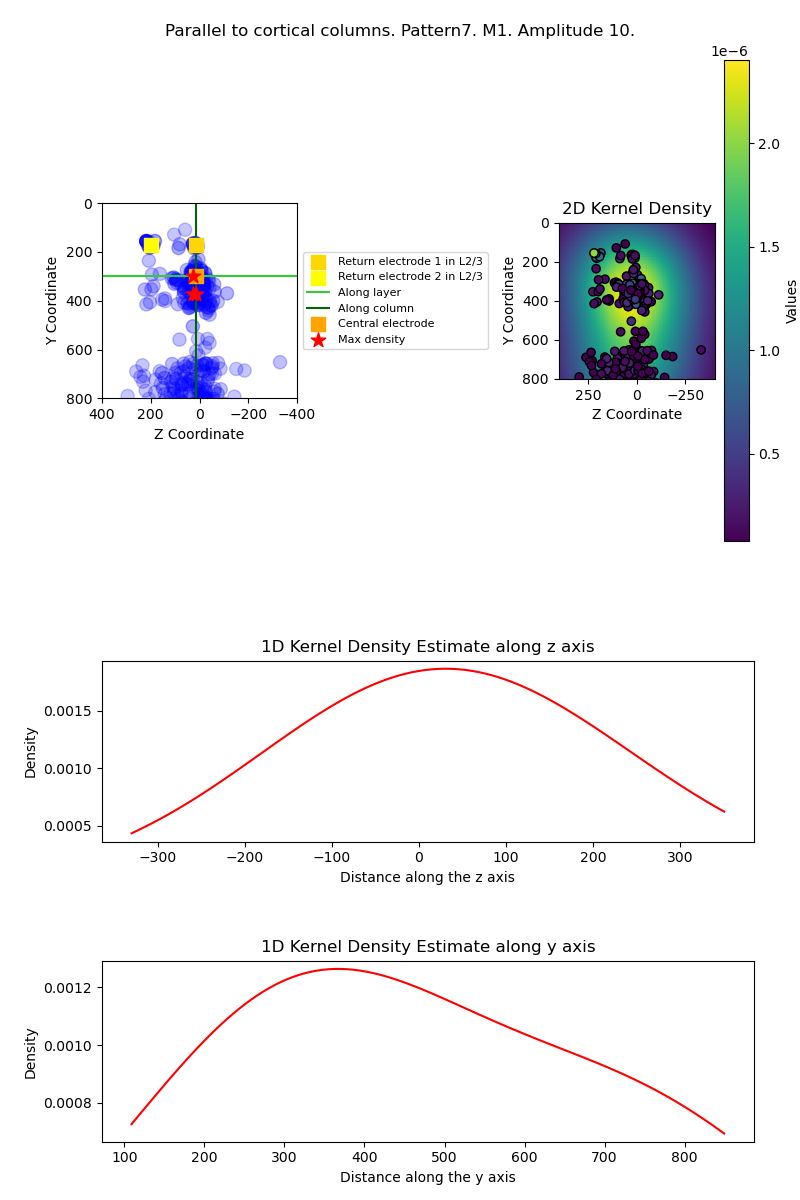 Parallel to cortical columns. Pattern7. M1. Amplitude 10.
1e−6
0
200
400
600
800
Y Coordinate
400
200
0
−200
−400
Z Coordinate
Return electrode 1 in L2/3
Return electrode 2 in L2/3
Along layer
Along column
Central electrode
Max density
2D Kernel Density
0
200
400
600
800
Y Coordinate
250
0
−250
Z Coordinate
2.0
1.5
1.0
0.5
Values
1D Kernel Density Estimate along z axis
0.0015
0.0010
0.0005
Density
−300
−200
−100
0
100
200
300
Distance along the z axis
1D Kernel Density Estimate along y axis
0.0012
0.0010
0.0008
Density
100
200
300
400
500
600
700
800
Distance along the y axis